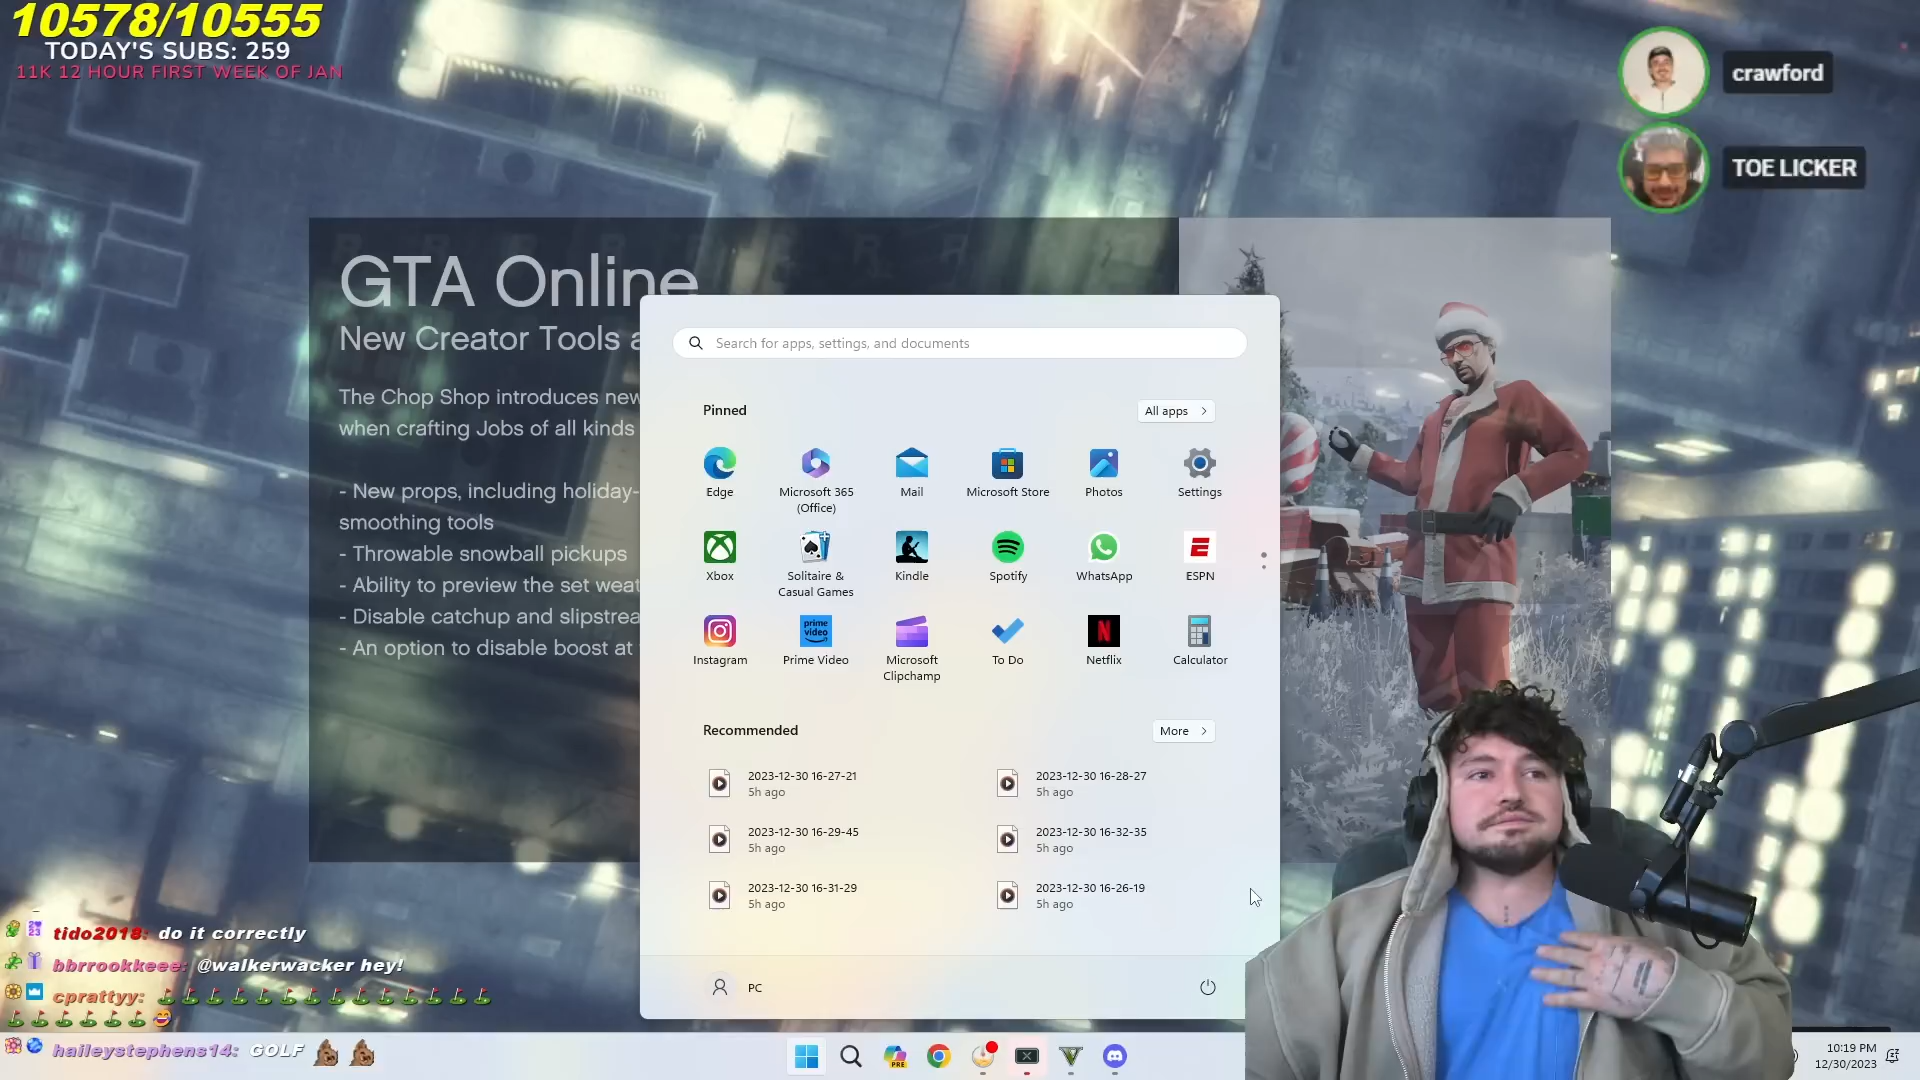 10578/10555
TODAY'S SUBS: 259
11K 12 HOUR FIRST WEEK OF JAN
crawford
TOE LICKER
GTA Online
New Creator Tools a
The Chop Shop introduces new
when crafting Jobs of all kinds
- New props, including holiday-
smoothing tools
- Throwable snowball pickups
- Ability to preview the set weat
- Disable catchup and slipstrea
- An option to disable boost at
Search for apps, settings, and documents
Pinned
All apps
Edge
Microsoft 365
(Office)
Mail
Microsoft Store
Photos
Settings
Xbox
Solitaire &
Casual Games
Kindle
Spotify
WhatsApp
ESPN
prime
video
Instagram
Prime Video
Microsoft
Clipchamp
To Do
Netflix
Calculator
Recommended
More
2023-12-30 16-27-21
5h ago
2023-12-30 16-28-27
5h ago
2023-12-30 16-29-45
5h ago
2023-12-30 16-32-35
5h ago
2023-12-30 16-31-29
5h ago
2023-12-30 16-26-19
5h ago
PC
tido2018: do it correctly
bbrrookkeee: @walkerwacker hey!
cprattyy:
haileystephens14: GOLF
PRE
10:19 PM
12/30/2023